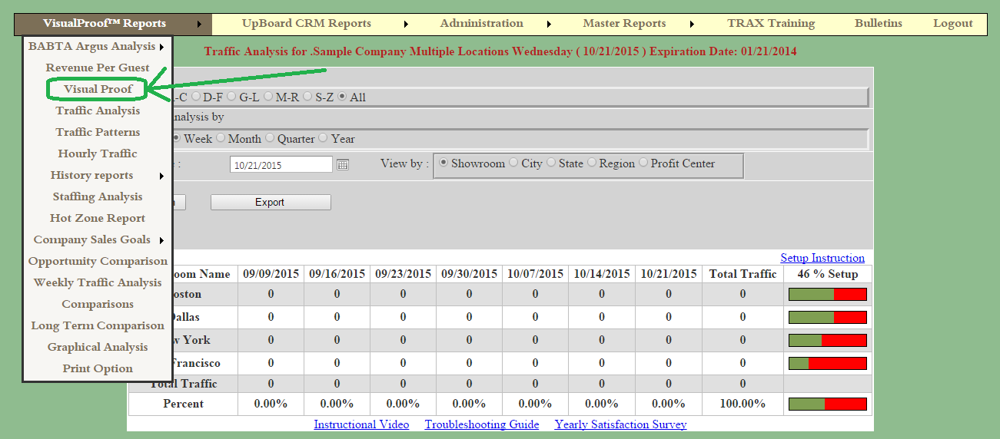 VisualProof™ Reports UpBoard CRM Reports Administration Master Reports TRAX Training Bulletins Logout
BABTA Argus Analysis
Revenue Per Guest
Visual Proof
Traffic Analysis
Traffic Patterns
Hourly Traffic
History reports
Staffing Analysis
Hot Zone Report
Company Sales Goals
Opportunity Comparison
Weekly Traffic Analysis
Comparisons
Long Term Comparison
Graphical Analysis
Print Option
Traffic Analysis for .Sample Company Multiple Locations Wednesday ( 10/21/2015 ) Expiration Date: 01/21/2014
-C D-F G-L M-R S-Z All
nalysis by
Week Month Quarter Year
: 10/21/2015 View by : Showroom City State Region Profit Center
Export
Setup Instruction
oom Name 09/09/2015 09/16/2015 09/23/2015 09/30/2015 10/07/2015 10/14/2015 10/21/2015 Total Traffic 46 % Setup
oston 0 0 0 0 0 0 0 0
Dallas 0 0 0 0 0 0 0 0
w York 0 0 0 0 0 0 0 0
Francisco 0 0 0 0 0 0 0 0
Total Traffic 0 0 0 0 0 0 0 0
Percent 0.00% 0.00% 0.00% 0.00% 0.00% 0.00% 0.00% 100.00%
Instructional Video Troubleshooting Guide Yearly Satisfaction Survey